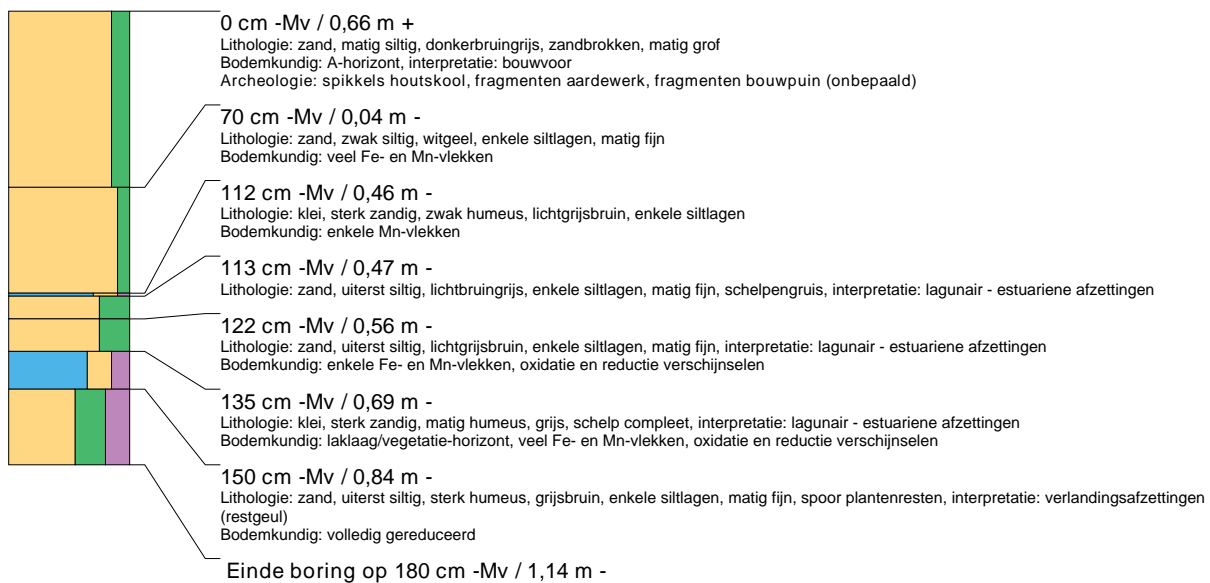 0 cm -Mv / 0,66 m +
Lithologie: zand, matig siltig, donkerbruingrijs, zandbrokken, matig grof
Bodemkundig: A-horizont, interpretatie: bouwvoor
Archeologie: spikkels houtskool, fragmenten aardewerk, fragmenten bouwpuin (onbepaald)
70 cm -Mv / 0,04 m -
Lithologie: zand, zwak siltig, witgeel, enkele siltlagen, matig fijn
Bodemkundig: veel Fe- en Mn-vlekken
112 cm -Mv / 0,46 m -
Lithologie: klei, sterk zandig, zwak humeus, lichtgrijsbruin, enkele siltlagen
Bodemkundig: enkele Mn-vlekken
113 cm -Mv / 0,47 m -
Lithologie: zand, uiterst siltig, lichtbruingrijs, enkele siltlagen, matig fijn, schelpengruis, interpretatie: lagunair - estuariene afzettingen
122 cm -Mv / 0,56 m -
Lithologie: zand, uiterst siltig, lichtgrijsbruin, enkele siltlagen, matig fijn, interpretatie: lagunair - estuariene afzettingen
Bodemkundig: enkele Fe- en Mn-vlekken, oxidatie en reductie verschijnselen
135 cm -Mv / 0,69 m -
Lithologie: klei, sterk zandig, matig humeus, grijs, schelp compleet, interpretatie: lagunair - estuariene afzettingen
Bodemkundig: laklaag/vegetatie-horizont, veel Fe- en Mn-vlekken, oxidatie en reductie verschijnselen
150 cm -Mv / 0,84 m -
Lithologie: zand, uiterst siltig, sterk humeus, grijsbruin, enkele siltlagen, matig fijn, spoor plantenresten, interpretatie: verlandingsafzettingen
(restgeul)
Bodemkundig: volledig gereduceerd
Einde boring op 180 cm -Mv / 1,14 m -